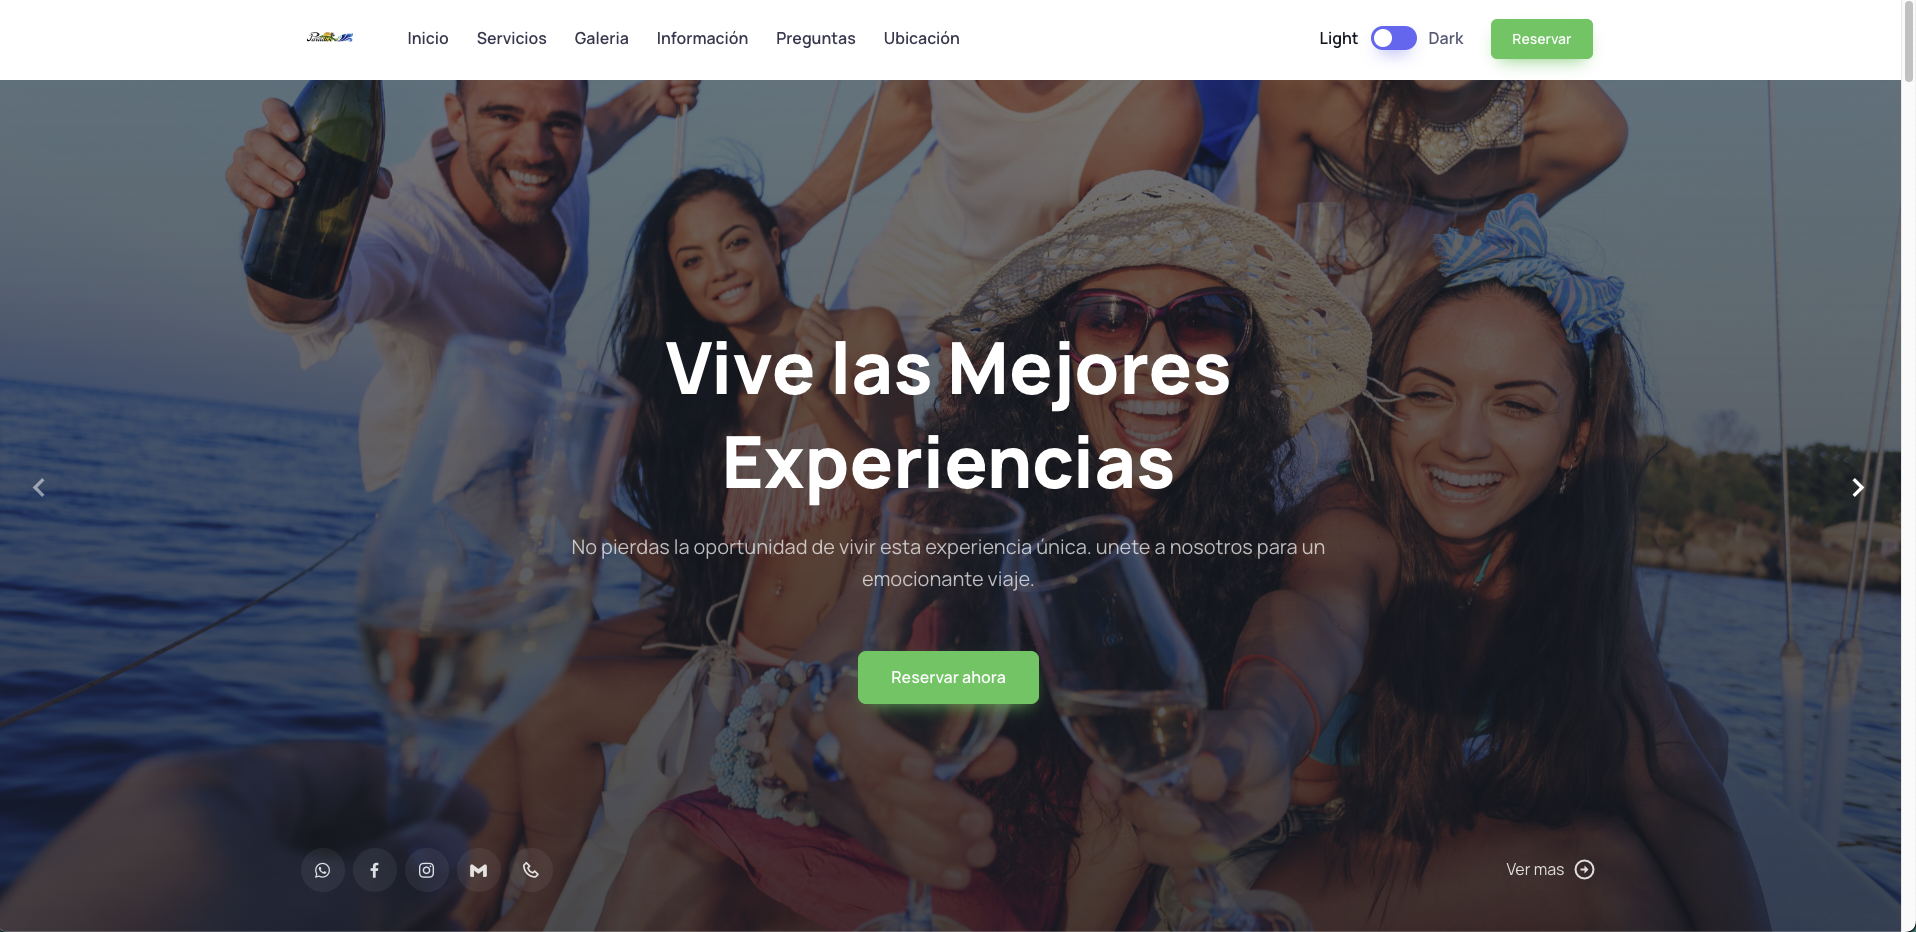 Inicio Servicios Galeria Información Preguntas Ubicación Light Dark Reservar
Vive las Mejores
Experiencias
No pierdas la oportunidad de vivir esta experiencia única. unete a nosotros para un
emocionante viaje.
Reservar ahora
Ver mas